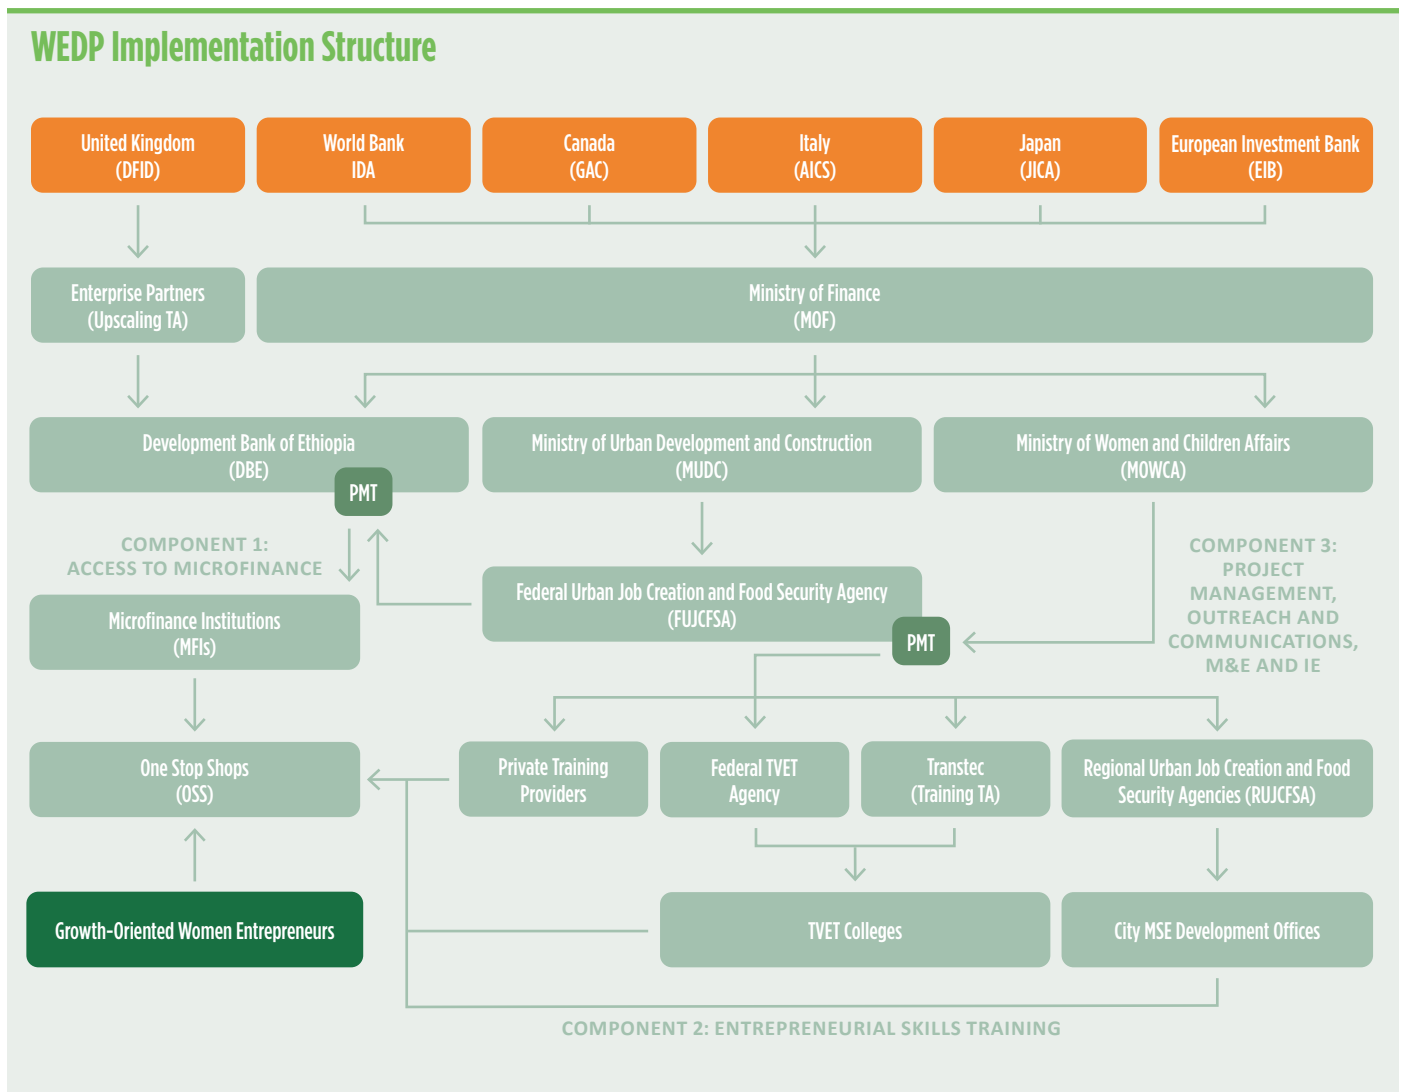 WEDP Implementation Structure
United Kingdom
(DFID)
World Bank
IDA
Canada
(GAC)
Italy
(AICS)
Japan
(JICA)
European Investment Bank
(EIB)
Enterprise Partners
(Upscaling TA)
Ministry of Finance
(MOF)
Development Bank of Ethiopia
(DBE)
PMT
Ministry of Urban Development and Construction
(MUDC)
Ministry of Women and Children Affairs
(MOWCA)
COMPONENT 1:
ACCESS TO MICROFINANCE
COMPONENT 3:
PROJECT
MANAGEMENT,
OUTREACH AND
COMMUNICATIONS,
M&E AND IE
Federal Urban Job Creation and Food Security Agency
(FUJCFSA)
PMT
Microfinance Institutions
(MFIs)
One Stop Shops
(OSS)
Private Training
Providers
Federal TVET
Agency
Transtec
(Training TA)
Regional Urban Job Creation and Food
Security Agencies (RUJCFSA)
Growth-Oriented Women Entrepreneurs
TVET Colleges
City MSE Development Offices
COMPONENT 2: ENTREPRENEURIAL SKILLS TRAINING